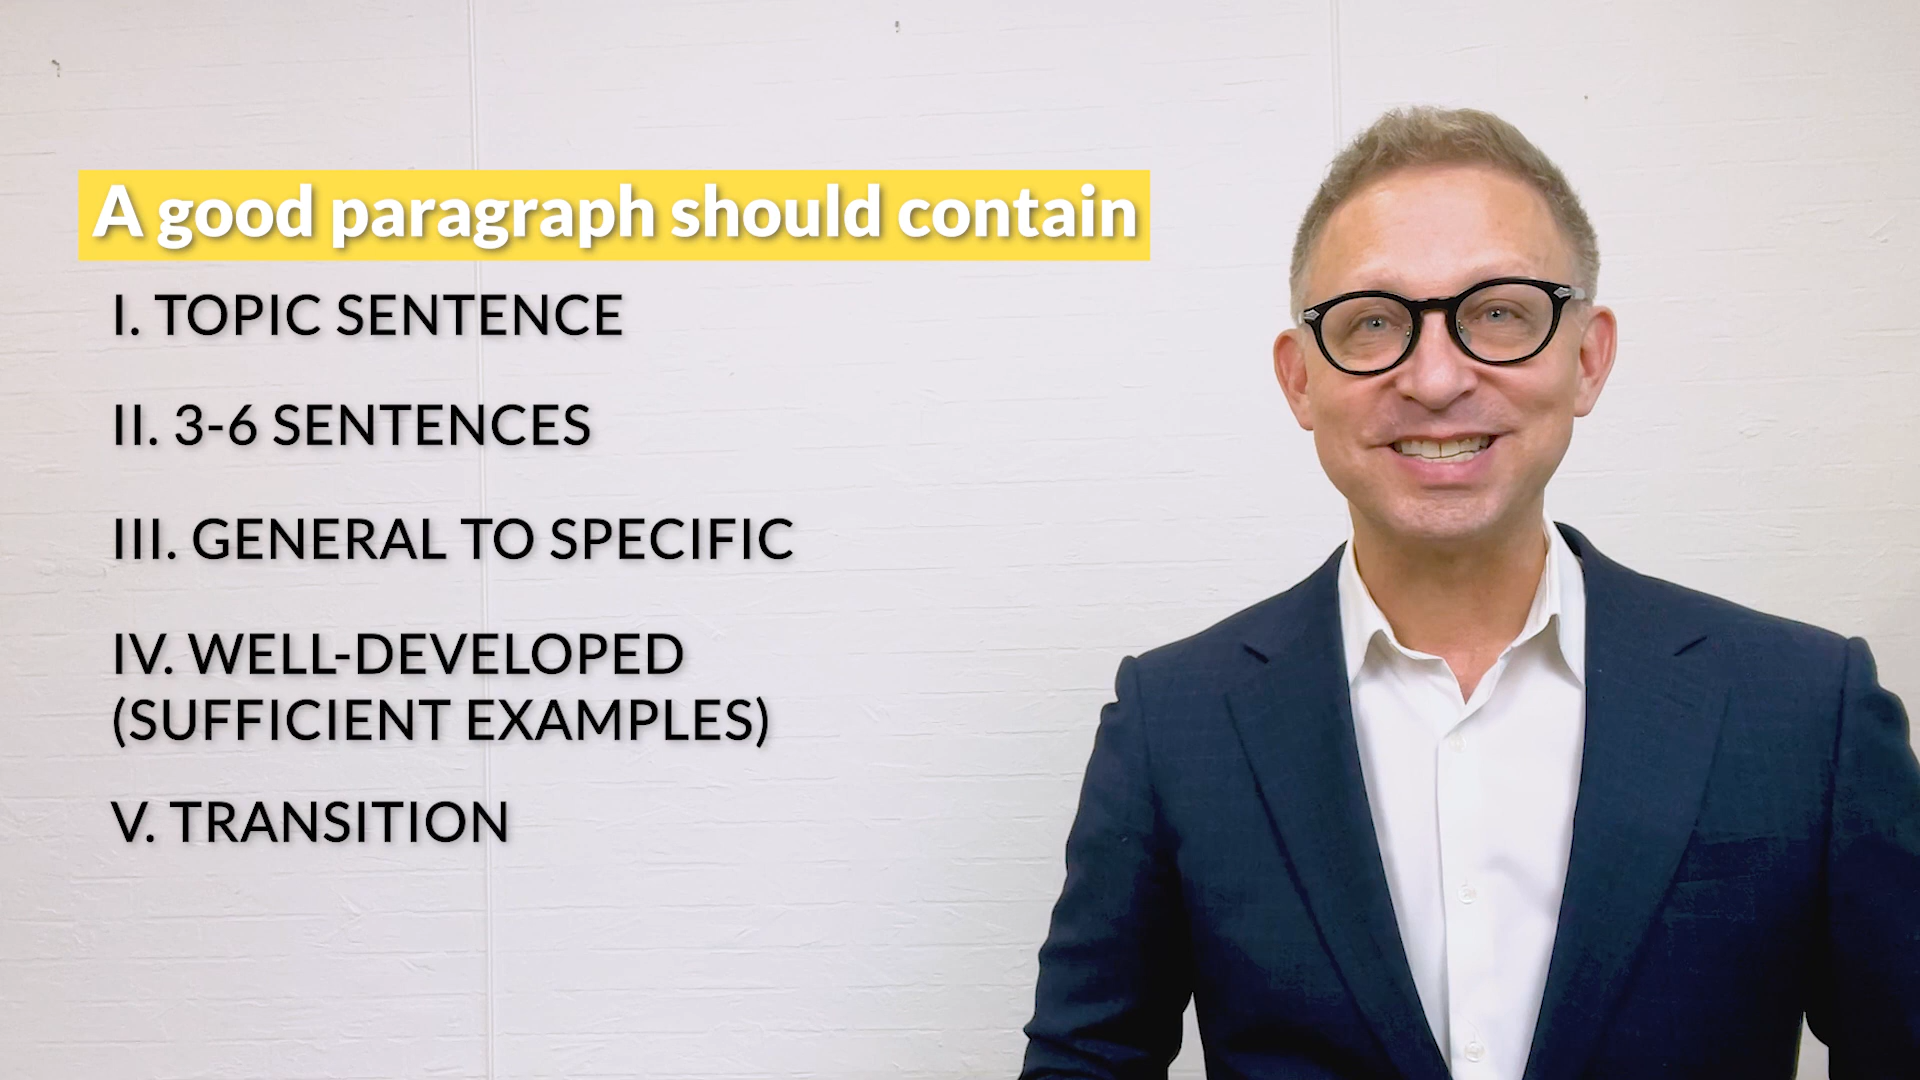 A good paragraph should contain
I. TOPIC SENTENCE
II. 3-6 SENTENCES
III. GENERAL TO SPECIFIC
IV. WELL-DEVELOPED
(SUFFICIENT EXAMPLES)
V. TRANSITION